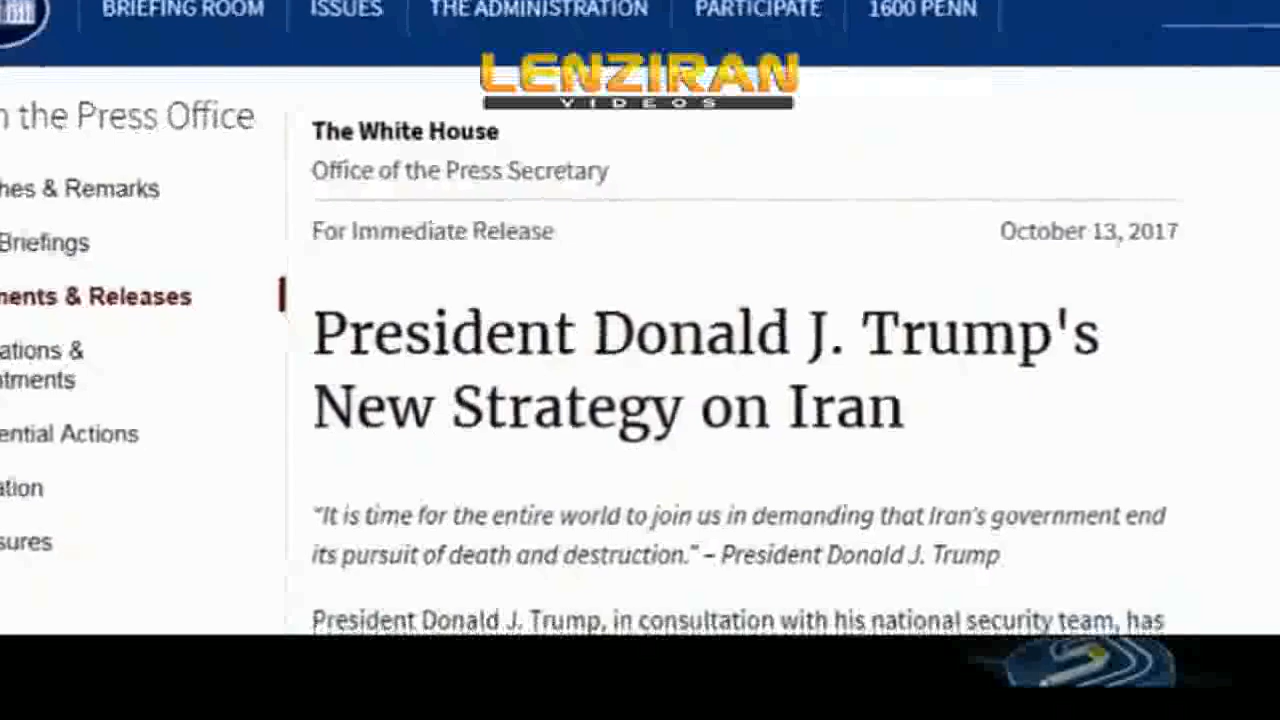 BRIEFING ROOM ISSUES THE ADMINISTRATION PARTICIPATE 1600 PENN
LENZIRAN
VIDEOS
n the Press Office
hes & Remarks
Briefings
ments & Releases
ations &
ntments
ential Actions
ation
sures
The White House
Office of the Press Secretary
For Immediate Release October 13, 2017
President Donald J. Trump's
New Strategy on Iran
“It is time for the entire world to join us in demanding that Iran's government end
its pursuit of death and destruction.” – President Donald J. Trump
President Donald J. Trump, in consultation with his national security team, has